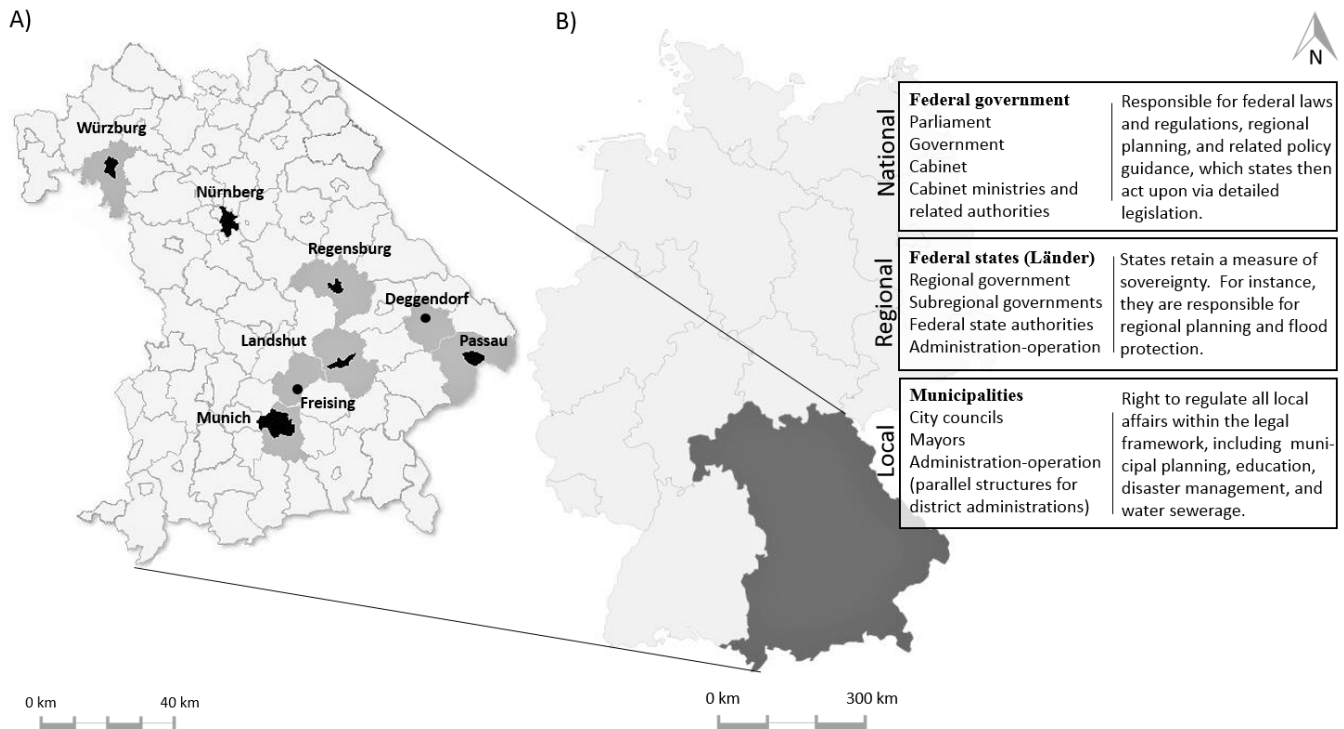 A)
B)
N
Würzburg
Nürnberg
Regensburg
Deggendorf
Landshut
Passau
Freising
Munich
0 km
40 km
0 km
300 km
National
Federal government
Parliament
Government
Cabinet
Cabinet ministries and
related authorities
Responsible for federal laws
and regulations, regional
planning, and related policy
guidance, which states then
act upon via detailed
legislation.
Regional
Federal states (Länder)
Regional government
Subregional governments
Federal state authorities
Administration-operation
States retain a measure of
sovereignty.  For instance,
they are responsible for
regional planning and flood
protection.
Local
Municipalities
City councils
Mayors
Administration-operation
(parallel structures for
district administrations)
Right to regulate all local
affairs within the legal
framework, including  muni-
cipal planning, education,
disaster management, and
water sewerage.